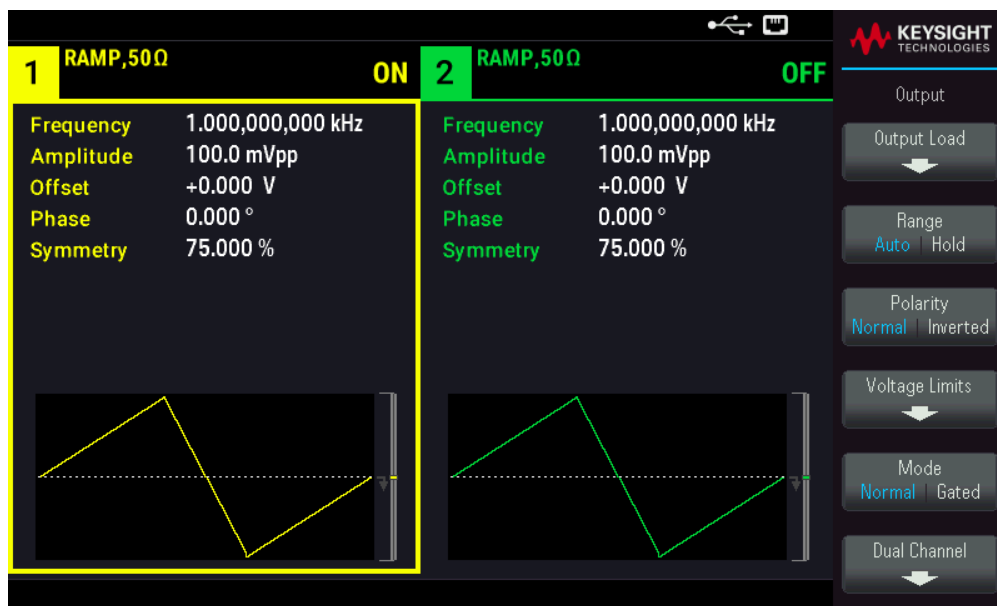 KEYSIGHT
TECHNOLOGIES
1 RAMP,50Ω ON
2 RAMP,50Ω OFF
Frequency 1.000,000,000 kHz
Amplitude 100.0 mVpp
Offset +0.000 V
Phase 0.000 °
Symmetry 75.000 %
Frequency 1.000,000,000 kHz
Amplitude 100.0 mVpp
Offset +0.000 V
Phase 0.000 °
Symmetry 75.000 %
Output
Output Load
Range
Auto | Hold
Polarity
Normal | Inverted
Voltage Limits
Mode
Normal | Gated
Dual Channel